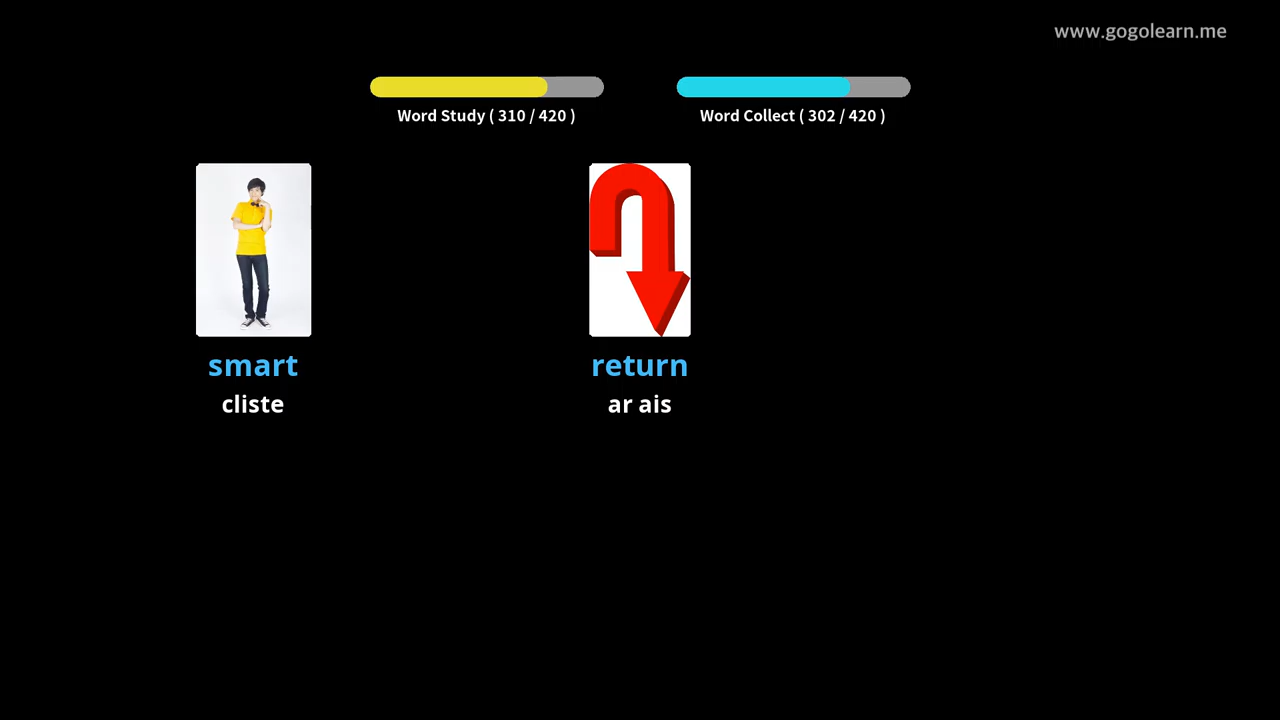 www.gogolearn.me
Word Study ( 310 / 420 )
Word Collect ( 302 / 420 )
smart
return
cliste
ar ais